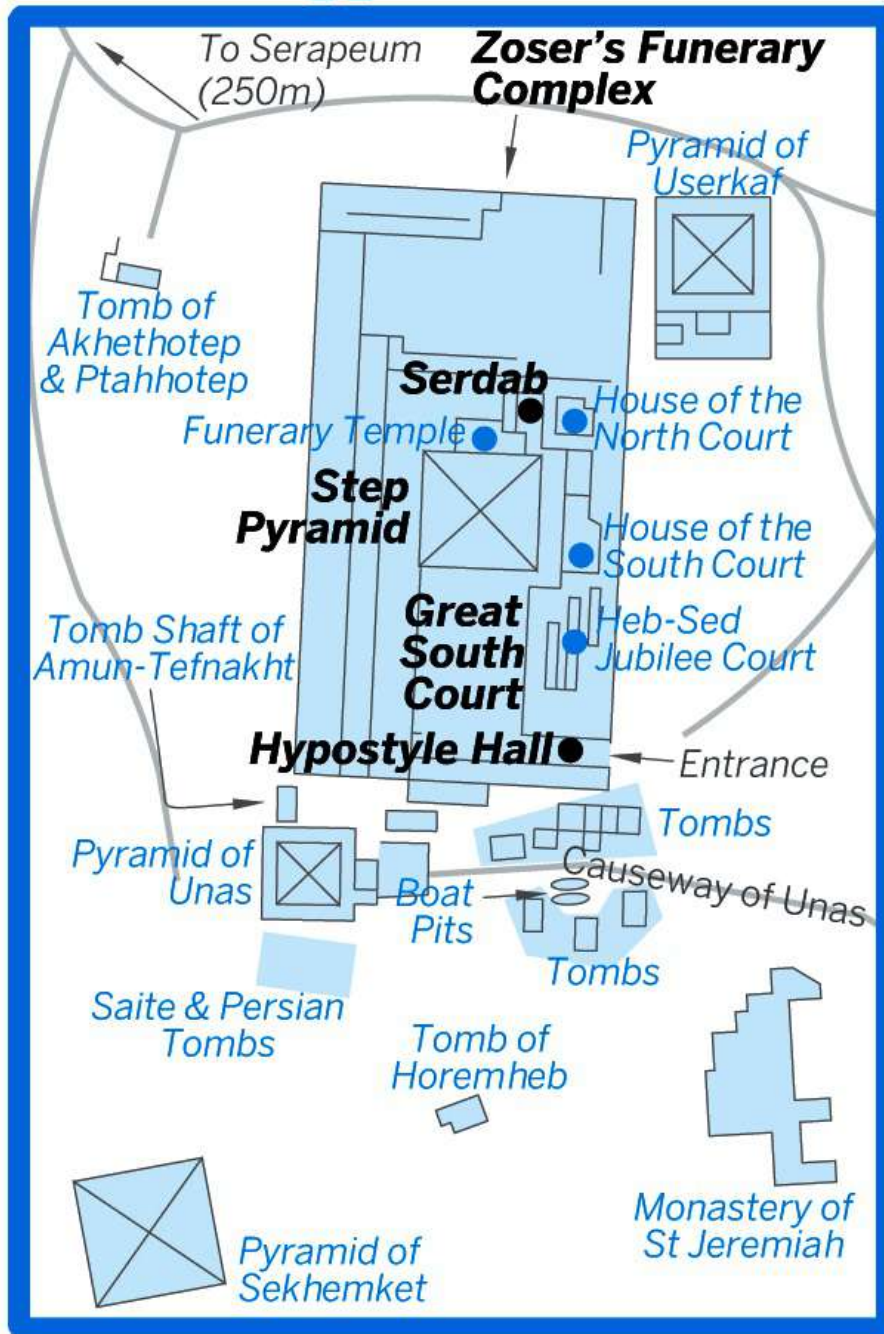 To Serapeum
(250m)
Zoser's Funerary
Complex
Pyramid of
Userkaf
Tomb of
Akhethotep
& Ptahhotep
Serdab
House of the
North Court
Funerary Temple
Step
Pyramid
House of the
South Court
Great
South
Court
Tomb Shaft of
Amun-Tefnakht
Heb-Sed
Jubilee Court
Hypostyle Hall
Entrance
Tombs
Pyramid of
Unas
Causeway of Unas
Boat
Pits
Tombs
Saite & Persian
Tombs
Tomb of
Horemheb
Monastery of
St Jeremiah
Pyramid of
Sekhemket